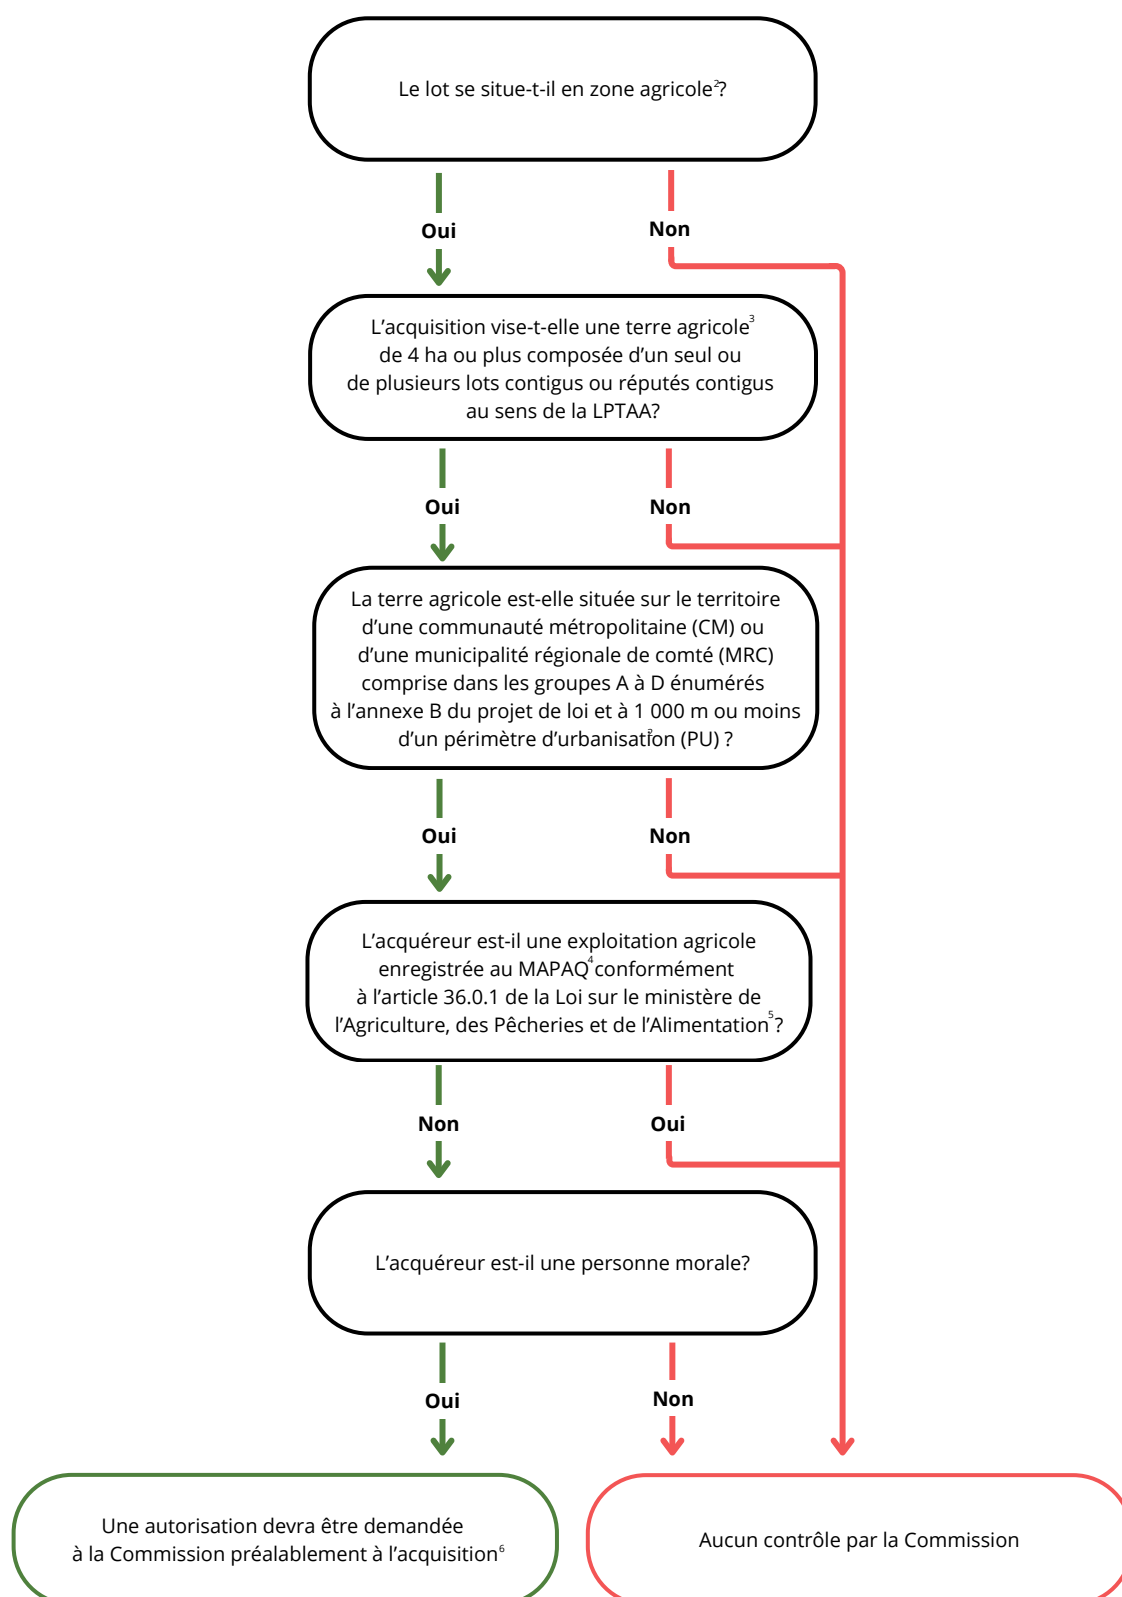 Le lot se situe-t-il en zone agricole²?
Oui
Non
L’acquisition vise-t-elle une terre agricole³
de 4 ha ou plus composée d’un seul ou
de plusieurs lots contigus ou réputés contigus
au sens de la LPTAA?
Oui
Non
La terre agricole est-elle située sur le territoire
d’une communauté métropolitaine (CM) ou
d’une municipalité régionale de comté (MRC)
comprise dans les groupes A à D énumérés
à l’annexe B du projet de loi et à 1 000 m ou moins
d’un périmètre d’urbanisation (PU) ?
Oui
Non
L’acquéreur est-il une exploitation agricole
enregistrée au MAPAQ⁴ conformément
à l’article 36.0.1 de la Loi sur le ministère de
l’Agriculture, des Pêcheries et de l’Alimentation⁵?
Non
Oui
L’acquéreur est-il une personne morale?
Oui
Non
Une autorisation devra être demandée
à la Commission préalablement à l’acquisition⁶
Aucun contrôle par la Commission